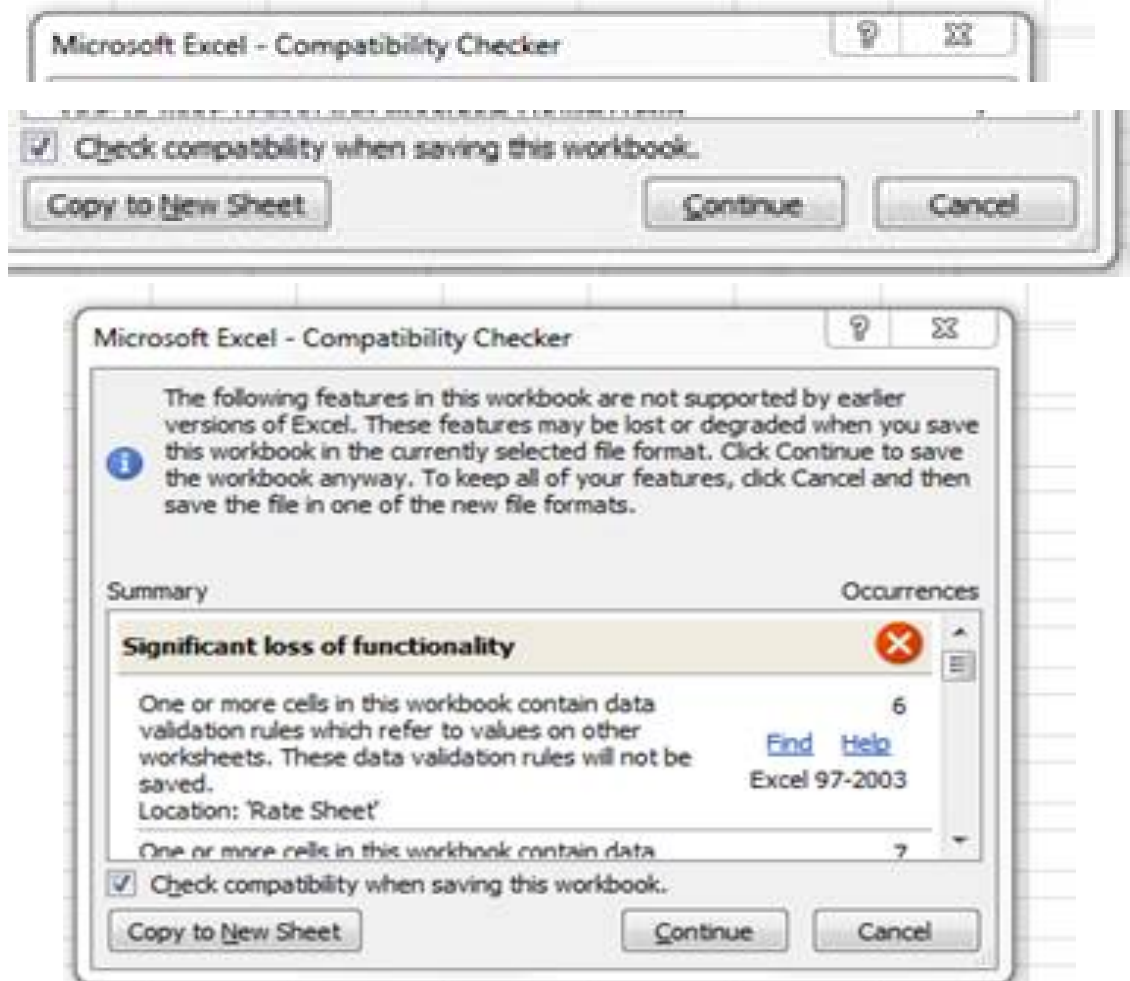 Microsoft Excel - Compatibility Checker
Check compatibility when saving this workbook.
Copy to New Sheet Continue Cancel
Microsoft Excel - Compatibility Checker
The following features in this workbook are not supported by earlier
versions of Excel. These features may be lost or degraded when you save
this workbook in the currently selected file format. Click Continue to save
the workbook anyway. To keep all of your features, click Cancel and then
save the file in one of the new file formats.
Summary Occurrences
Significant loss of functionality
One or more cells in this workbook contain data 6
validation rules which refer to values on other
Find Help
worksheets. These data validation rules will not be
saved. Excel 97-2003
Location: 'Rate Sheet'
One or more cells in this workbook contain data 7
Check compatibility when saving this workbook.
Copy to New Sheet Continue Cancel